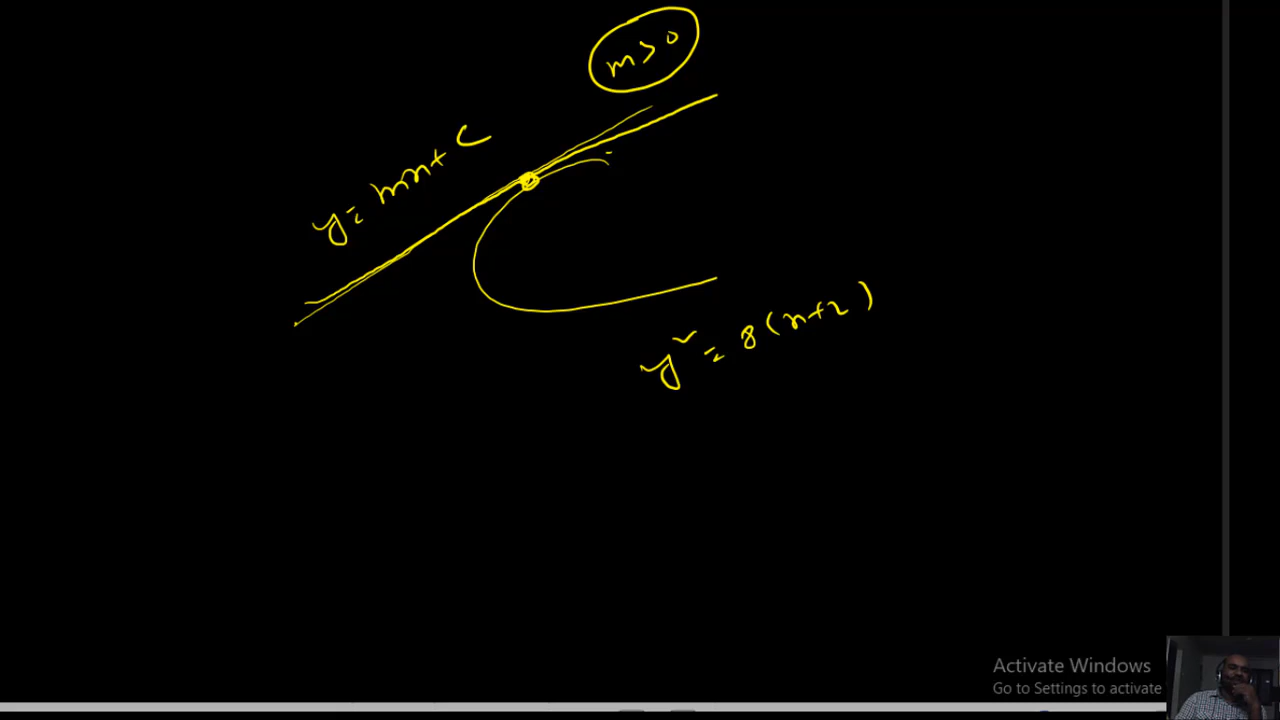 m>0
y = mx + c
y² = 8(x+2)
Activate Windows
Go to Settings to activate